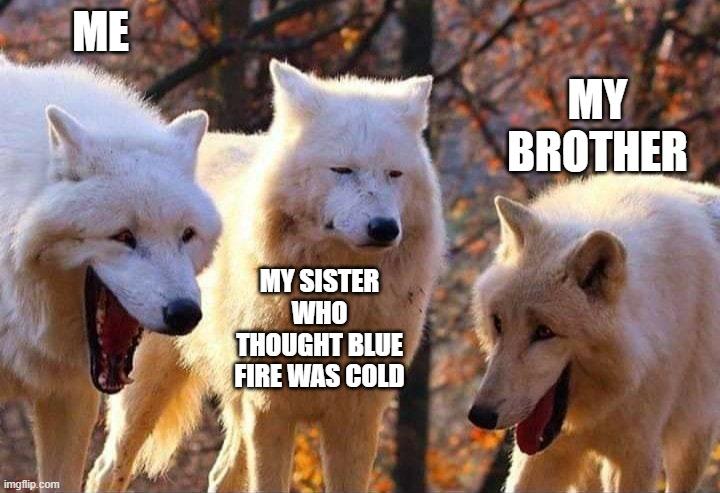 ME
MY
BROTHER
MY SISTER
WHO
THOUGHT BLUE
FIRE WAS COLD
imgflip.com